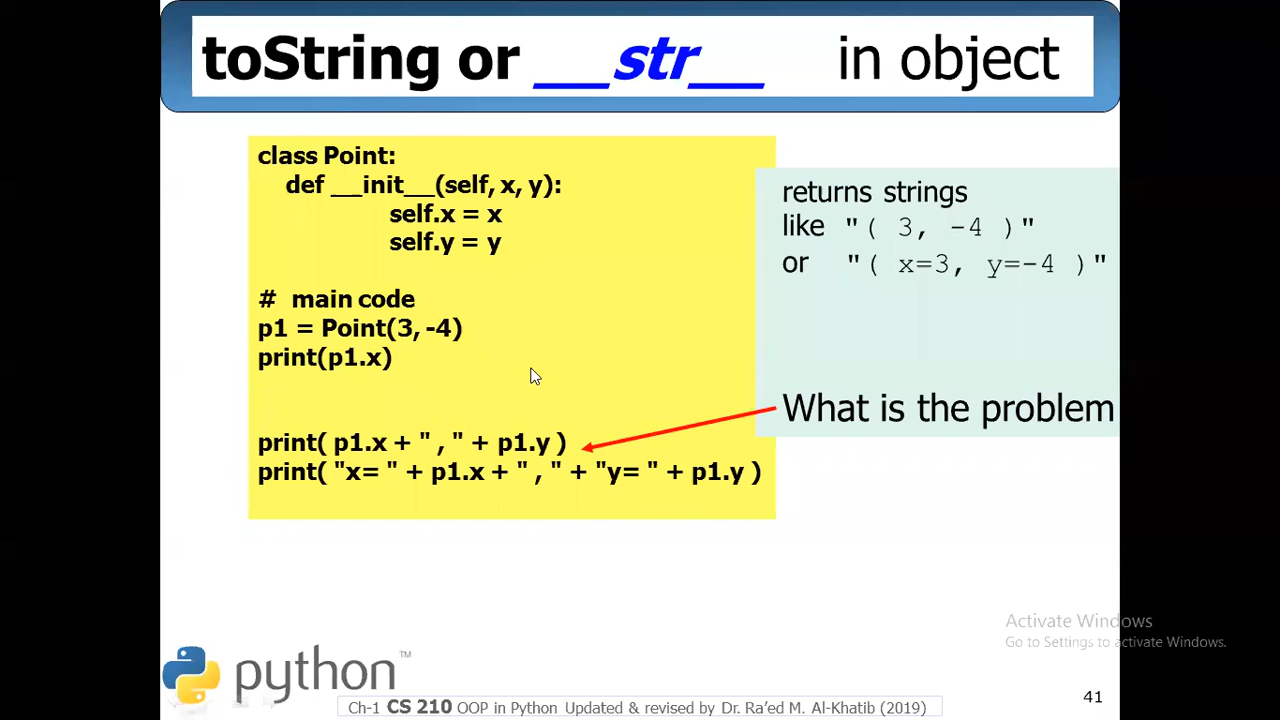 toString or __str__ in object
class Point:
def __init__(self, x, y):
self.x = x
self.y = y
# main code
p1 = Point(3, -4)
print(p1.x)
print( p1.x + " , " + p1.y )
print( "x= " + p1.x + " , " + "y= " + p1.y )
returns strings
like "( 3, -4 )"
or "( x=3, y=-4 )"
What is the problem
Activate Windows
Go to Settings to activate Windows.
python™
Ch-1 CS 210 OOP in Python Updated & revised by Dr. Ra'ed M. Al-Khatib (2019)
41